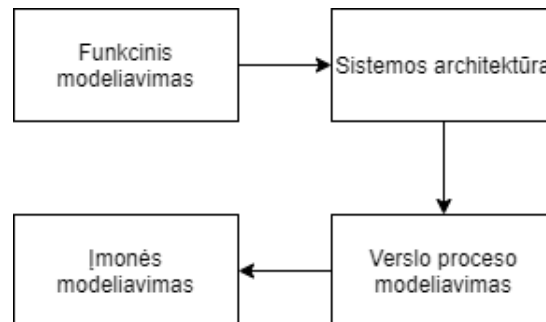 Funkcinis
modeliavimas
Sistemos architektūra
Verslo proceso
modeliavimas
Įmonės
modeliavimas